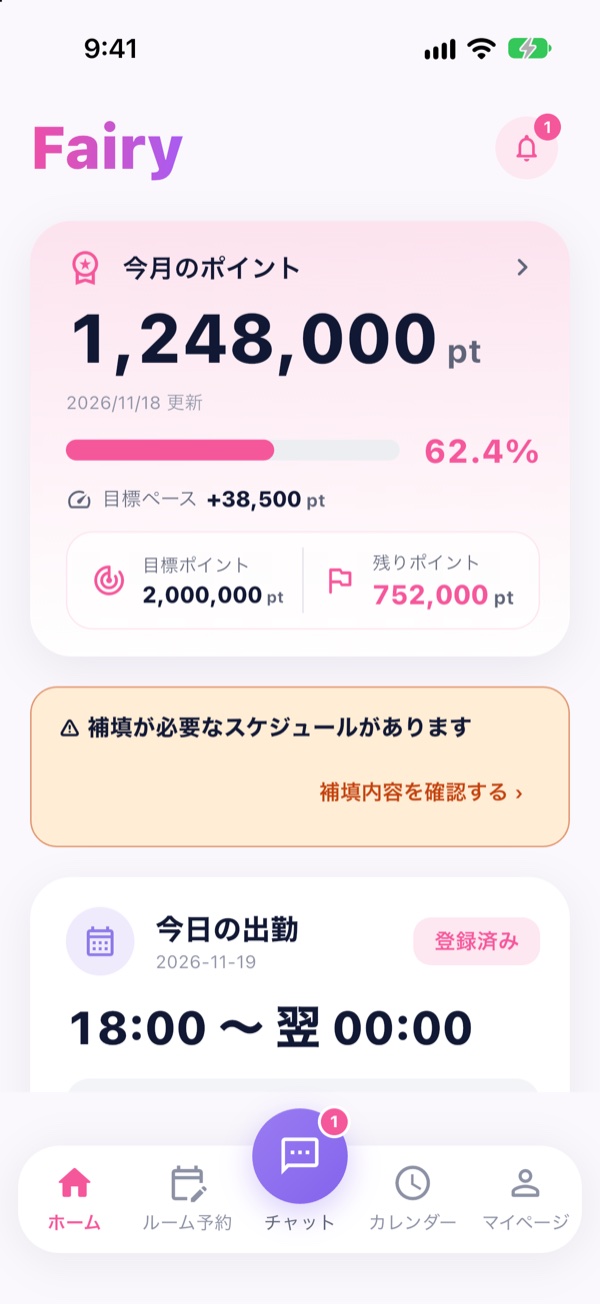 9:41
Fairy
1
今月のポイント
1,248,000 pt
2026/11/18 更新
62.4%
目標ペース +38,500 pt
目標ポイント
2,000,000 pt
残りポイント
752,000 pt
補填が必要なスケジュールがあります
補填内容を確認する ›
今日の出勤
2026-11-19
登録済み
18:00 〜 翌 00:00
1
ホーム
ルーム予約
チャット
カレンダー
マイページ